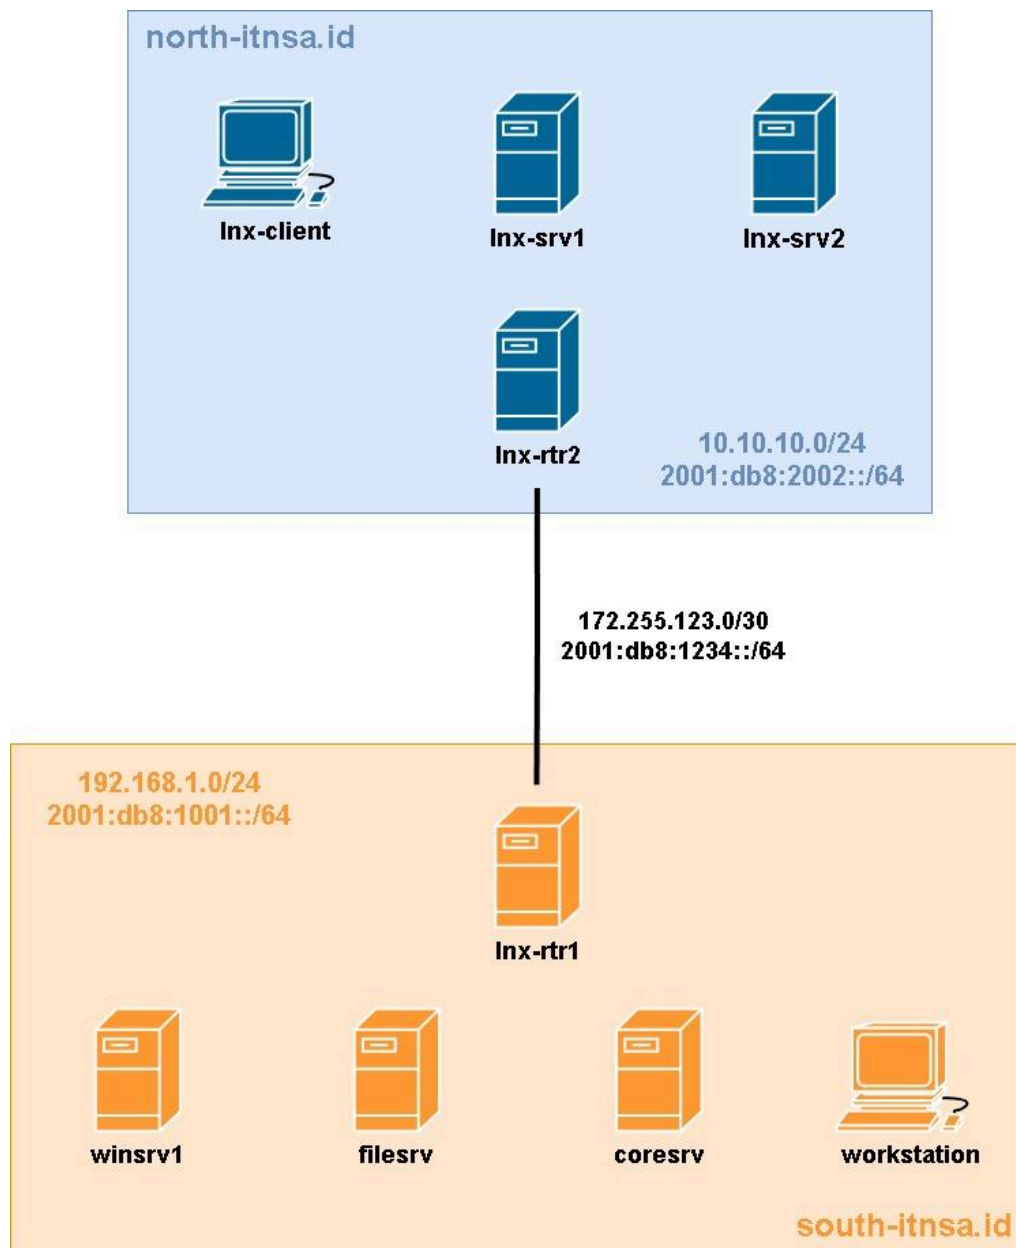 north-itnsa.id
lnx-client
lnx-srv1
lnx-srv2
lnx-rtr2
10.10.10.0/24
2001:db8:2002::/64
172.255.123.0/30
2001:db8:1234::/64
192.168.1.0/24
2001:db8:1001::/64
lnx-rtr1
winsrv1
filesrv
coresrv
workstation
south-itnsa.id